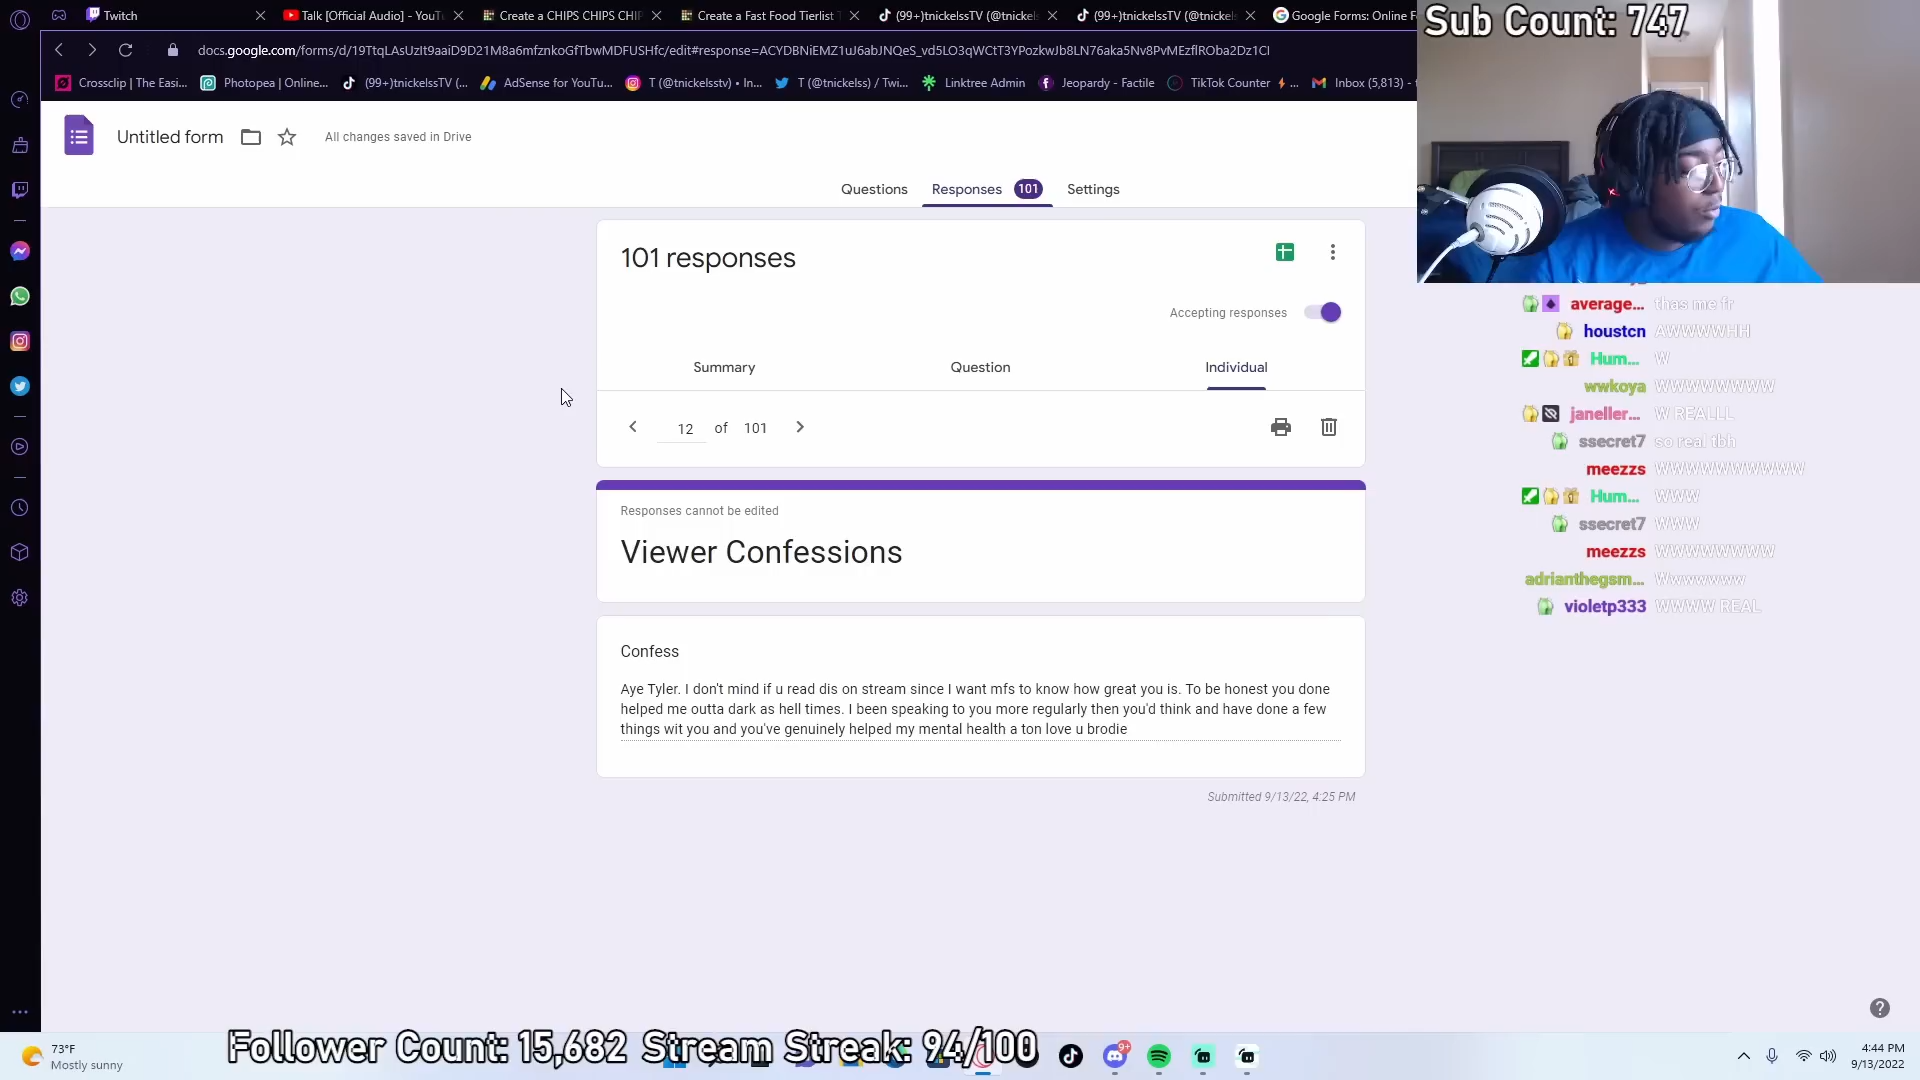 Twitch
Talk [Official Audio] - YouTu
Create a CHIPS CHIPS CHIP
Create a Fast Food Tierlist
(99+)tnickelssTV (@tnickels
(99+)tnickelssTV (@tnickels
Google Forms: Online F
Sub Count: 747
docs.google.com/forms/d/19TtqLAsUzIt9aaiD9D21M8a6mfznkoGfTbwMDFUSHfc/edit#response=ACYDBNiEMZ1uJ6abJNQeS_vd5LO3qWCtT3YPozkwJb8LN76aka5Nv8PvMEzflROba2Dz1CI
Crossclip | The Easi...
Photopea | Online...
(99+)tnickelssTV (...
AdSense for YouTu...
T (@tnickelsstv) • In...
T (@tnickelss) / Twi...
Linktree Admin
Jeopardy - Factile
TikTok Counter ...
Inbox (5,813) -
Untitled form
All changes saved in Drive
Questions
Responses 101
Settings
101 responses
Accepting responses
Summary
Question
Individual
12 of 101
Responses cannot be edited
Viewer Confessions
Confess
Aye Tyler. I don't mind if u read dis on stream since I want mfs to know how great you is. To be honest you done
helped me outta dark as hell times. I been speaking to you more regularly then you'd think and have done a few
things wit you and you've genuinely helped my mental health a ton love u brodie
Submitted 9/13/22, 4:25 PM
average... thas me fr
houstcn AWWWWHH
Hum... W
wwkoya WWWWWWWW
janeller... W REALLL
ssecret7 so real tbh
meezzs WWWWWWWWWW
Hum... WWW
ssecret7 WWW
meezzs WWWWWWWW
adrianthegsm... Wwwwwww
violetp333 WWWW REAL
73°F
Mostly sunny
Follower Count: 15,682 Stream Streak: 94/100
9+
4:44 PM
9/13/2022